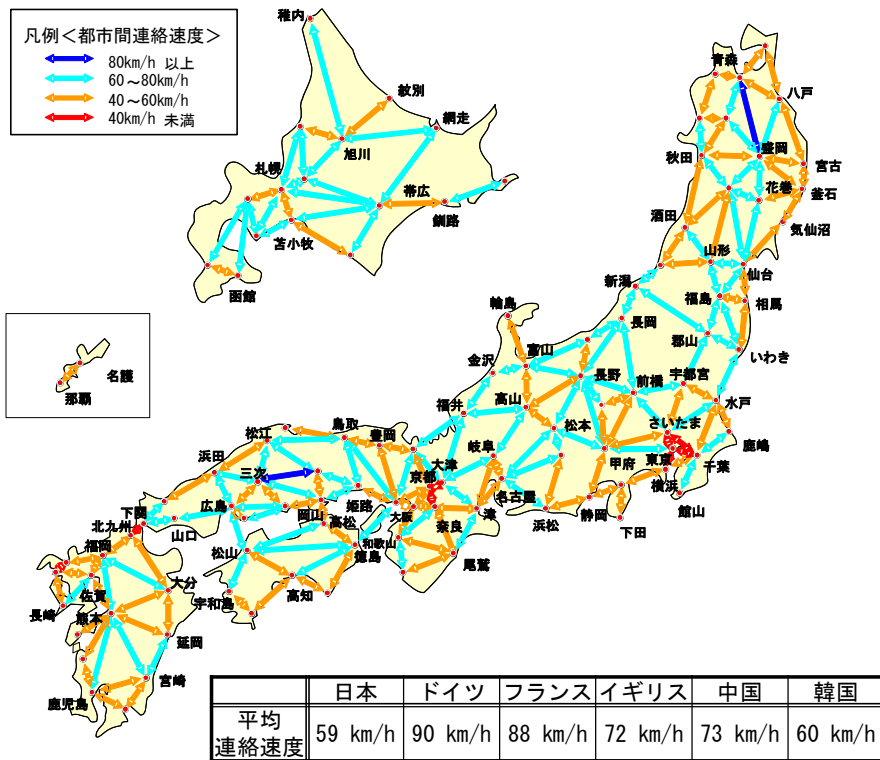 凡例＜都市間連絡速度＞
80km/h 以上
60～80km/h
40～60km/h
40km/h 未満
稚内
紋別
網走
旭川
札幌
帯広
釧路
苫小牧
函館
青森
八戸
盛岡
秋田
宮古
花巻
釜石
気仙沼
酒田
山形
仙台
新潟
福島
相馬
長岡
郡山
いわき
輪島
富山
金沢
長野
前橋
宇都宮
水戸
高山
福井
松本
さいたま
鹿嶋
岐阜
甲府
東京
千葉
横浜
館山
名古屋
静岡
浜松
下田
大津
京都
豊岡
鳥取
松江
浜田
三次
姫路
大阪
奈良
津
岡山
広島
高松
和歌山
徳島
尾鷲
下関
山口
北九州
松山
福岡
大分
高知
宇和島
佐賀
長崎
熊本
延岡
宮崎
鹿児島
名護
那覇
日本 ドイツ フランス イギリス 中国 韓国
平均
連絡速度 59 km/h 90 km/h 88 km/h 72 km/h 73 km/h 60 km/h